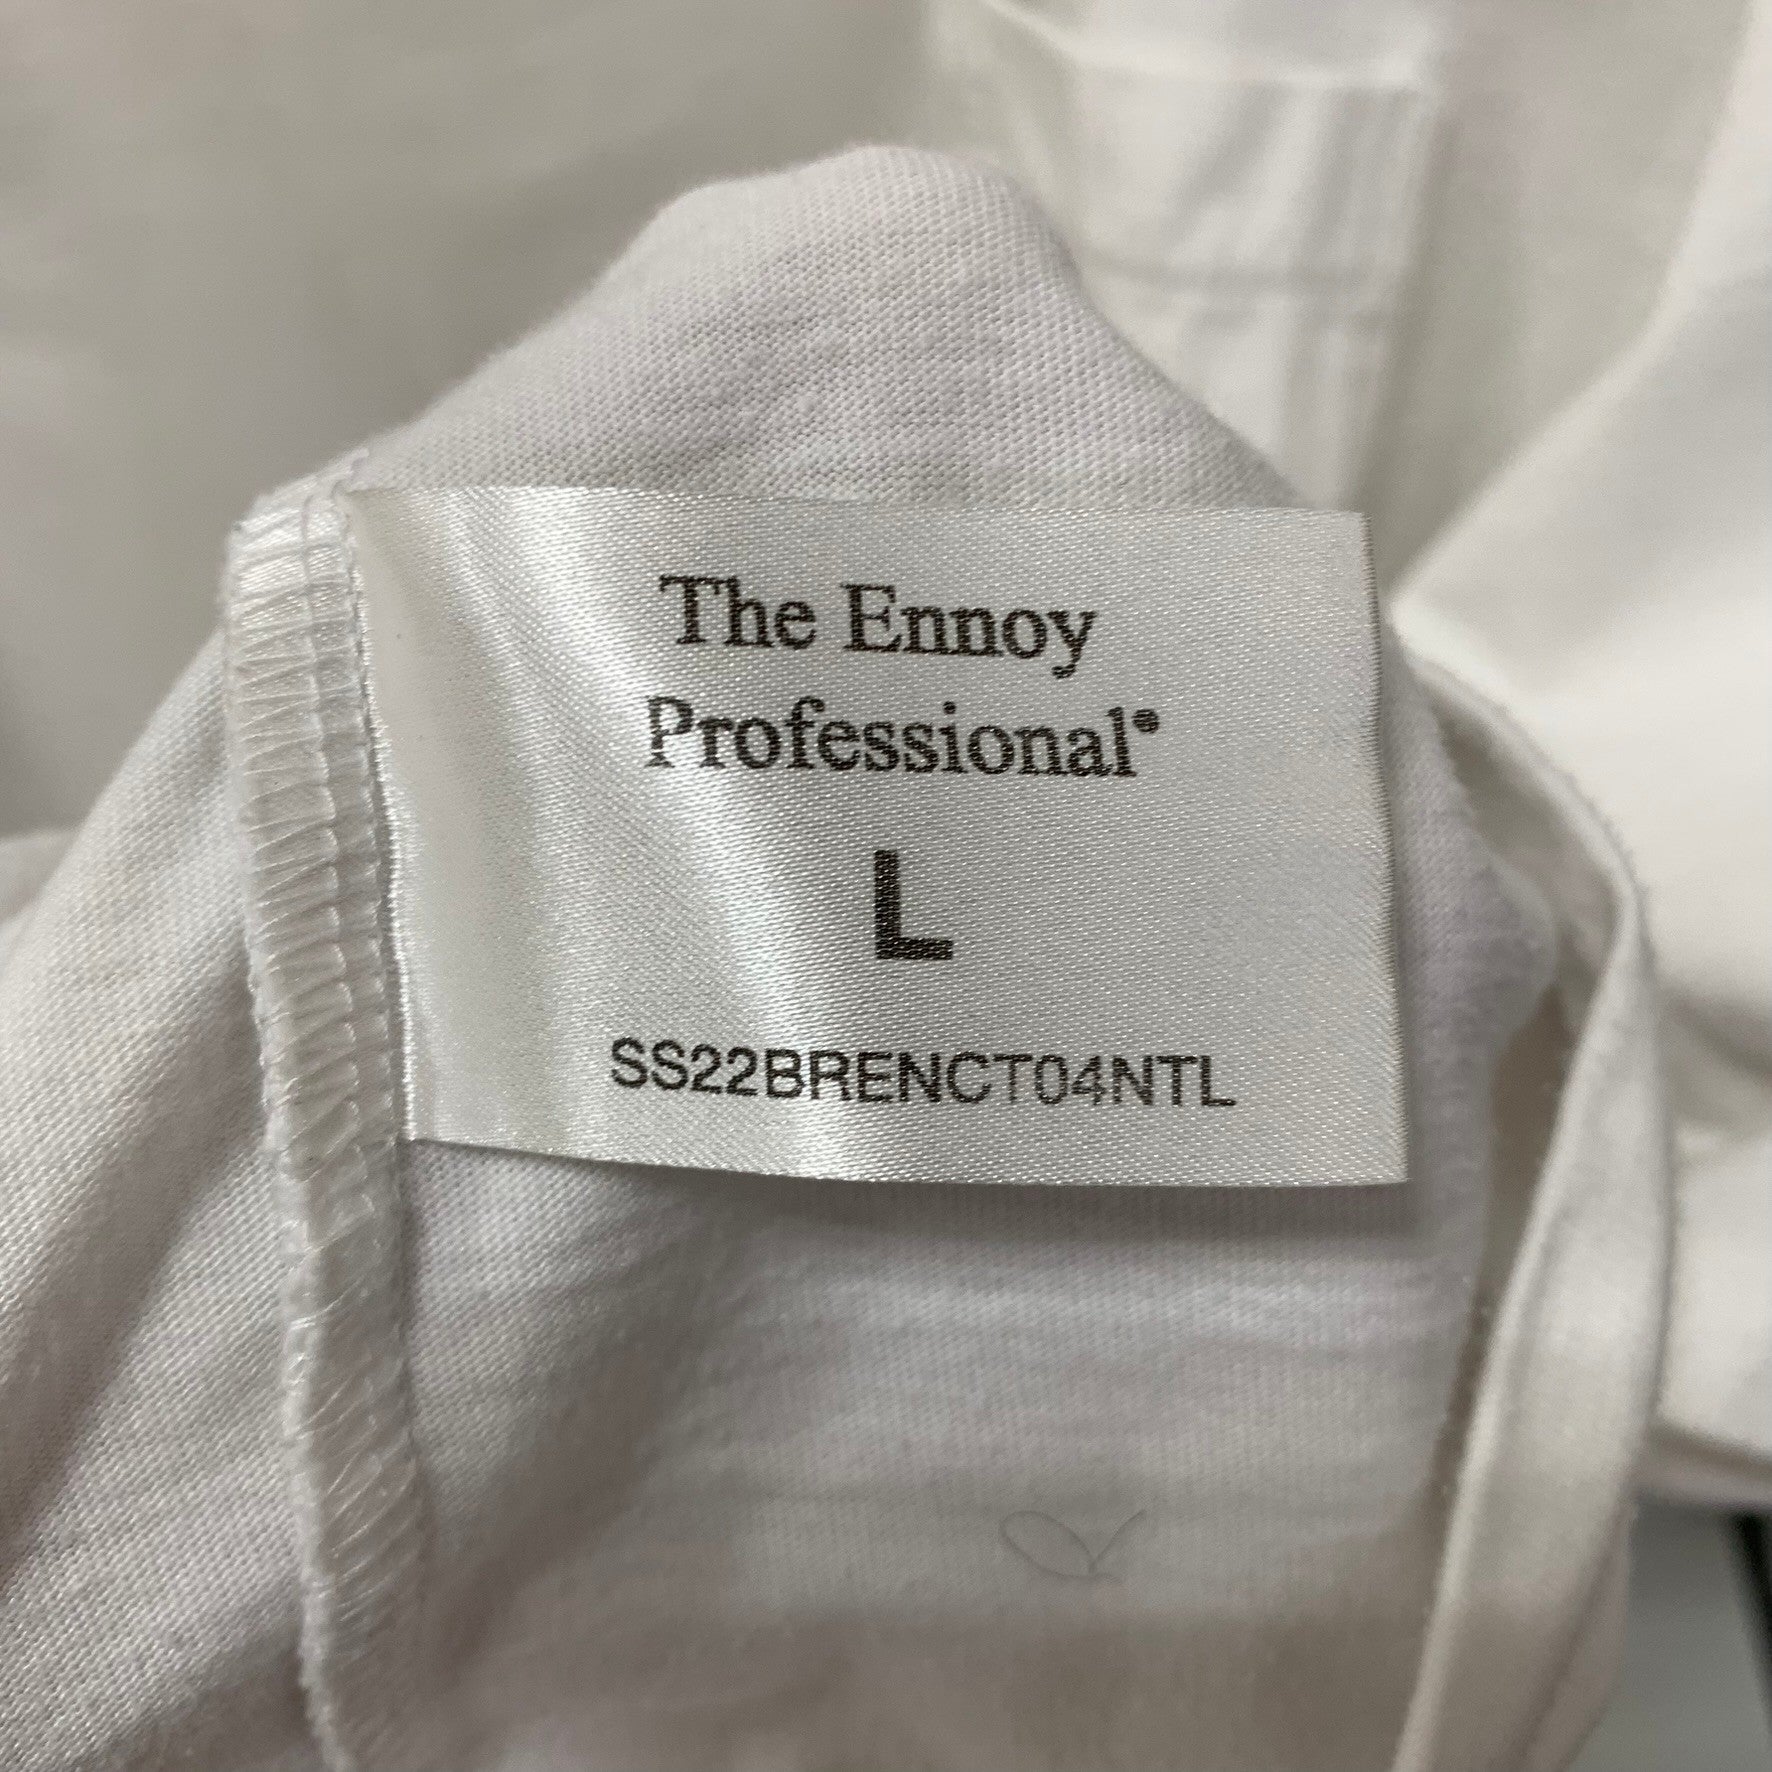 The Ennoy
Professional®
L
SS22BRENCT04NTL